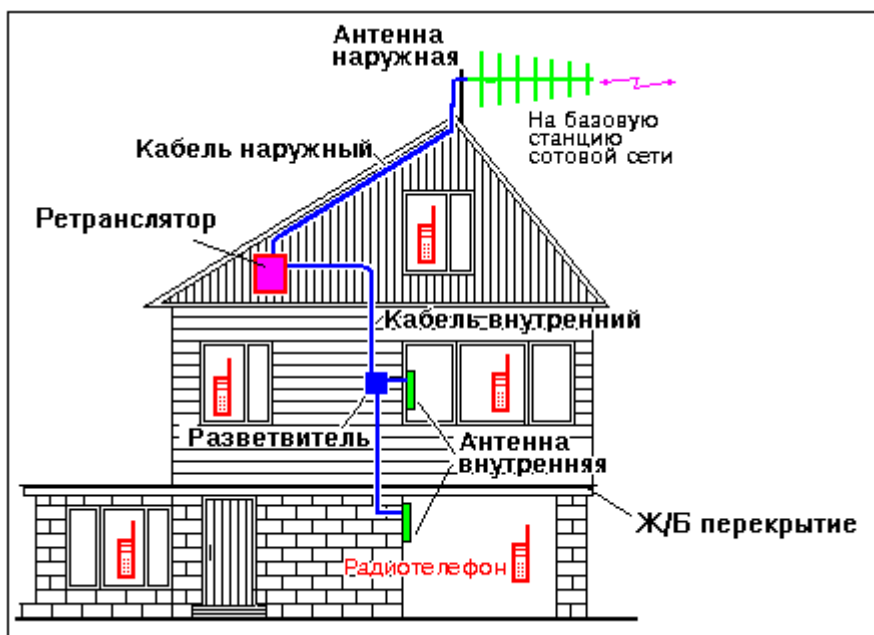 Антенна
наружная
На базовую
станцию
сотовой сети
Кабель наружный
Ретранслятор
Кабель внутренний
Разветвитель
Антенна
внутренняя
Ж/Б перекрытие
Радиотелефон